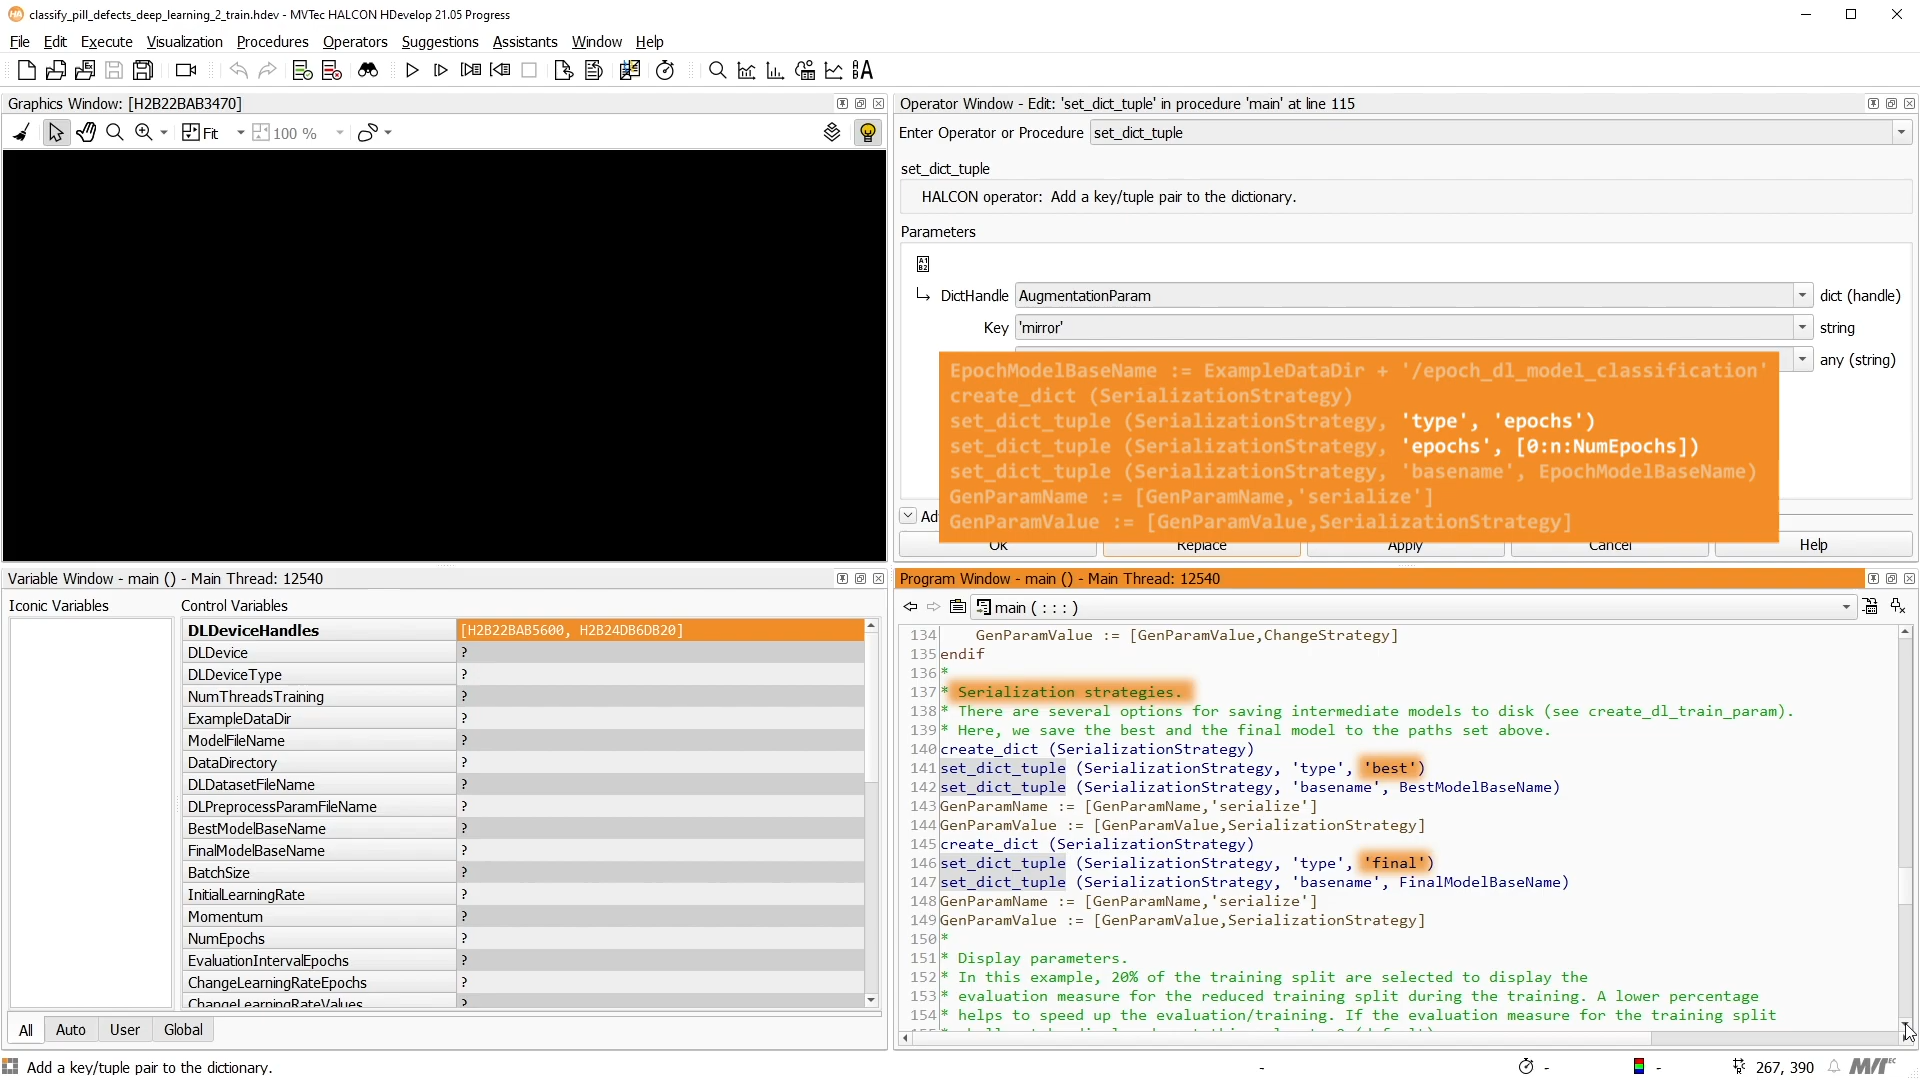 classify_pill_defects_deep_learning_2_train.hdev - MVTec HALCON HDevelop 21.05 Progress
File Edit Execute Visualization Procedures Operators Suggestions Assistants Window Help
Graphics Window: [H2B22BAB3470]
Fit 100 %
Operator Window - Edit: 'set_dict_tuple' in procedure 'main' at line 115
Enter Operator or Procedure set_dict_tuple
set_dict_tuple
HALCON operator: Add a key/tuple pair to the dictionary.
Parameters
DictHandle AugmentationParam dict (handle)
Key 'mirror' string
any (string)
EpochModelBaseName := ExampleDataDir + '/epoch_dl_model_classification'
create_dict (SerializationStrategy)
set_dict_tuple (SerializationStrategy, 'type', 'epochs')
set_dict_tuple (SerializationStrategy, 'epochs', [0:n:NumEpochs])
set_dict_tuple (SerializationStrategy, 'basename', EpochModelBaseName)
GenParamName := [GenParamName,'serialize']
GenParamValue := [GenParamValue,SerializationStrategy]
Ad
Ok Replace Apply Cancel Help
Variable Window - main () - Main Thread: 12540
Iconic Variables Control Variables
DLDeviceHandles [H2B22BAB5600, H2B24DB6DB20]
DLDevice ?
DLDeviceType ?
NumThreadsTraining ?
ExampleDataDir ?
ModelFileName ?
DataDirectory ?
DLDatasetFileName ?
DLPreprocessParamFileName ?
BestModelBaseName ?
FinalModelBaseName ?
BatchSize ?
InitialLearningRate ?
Momentum ?
NumEpochs ?
EvaluationIntervalEpochs ?
ChangeLearningRateEpochs ?
ChangeLearningRateValues ?
All Auto User Global
Program Window - main () - Main Thread: 12540
main ( : : : )
134 GenParamValue := [GenParamValue,ChangeStrategy]
135 endif
136 *
137 * Serialization strategies.
138 * There are several options for saving intermediate models to disk (see create_dl_train_param).
139 * Here, we save the best and the final model to the paths set above.
140 create_dict (SerializationStrategy)
141 set_dict_tuple (SerializationStrategy, 'type', 'best')
142 set_dict_tuple (SerializationStrategy, 'basename', BestModelBaseName)
143 GenParamName := [GenParamName,'serialize']
144 GenParamValue := [GenParamValue,SerializationStrategy]
145 create_dict (SerializationStrategy)
146 set_dict_tuple (SerializationStrategy, 'type', 'final')
147 set_dict_tuple (SerializationStrategy, 'basename', FinalModelBaseName)
148 GenParamName := [GenParamName,'serialize']
149 GenParamValue := [GenParamValue,SerializationStrategy]
150 *
151 * Display parameters.
152 * In this example, 20% of the training split are selected to display the
153 * evaluation measure for the reduced training split during the training. A lower percentage
154 * helps to speed up the evaluation/training. If the evaluation measure for the training split
Add a key/tuple pair to the dictionary.
-
-
-
267, 390
MVTec